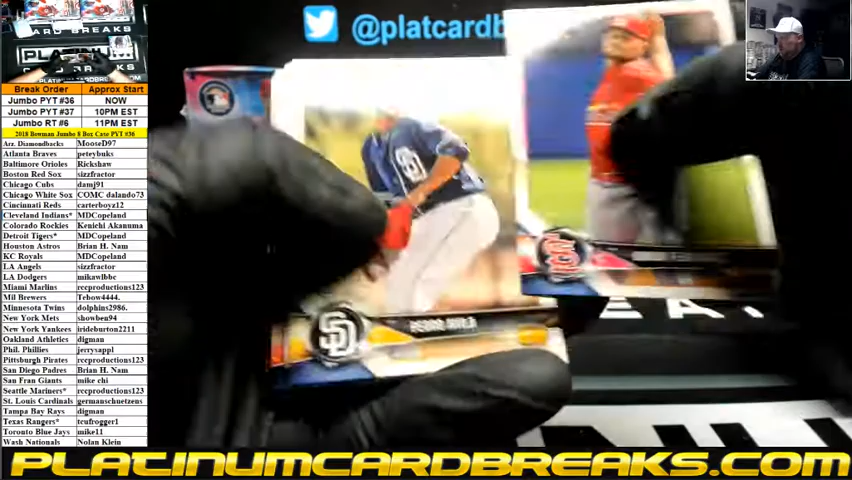 @platcardb
CARD BREAKS
PLATINUM
Break Order Approx Start
Jumbo PYT #36 NOW
Jumbo PYT #37 10PM EST
Jumbo RT #6 11PM EST
2018 Bowman Jumbo 8 Box Case PYT #36
Arz. Diamondbacks MooseD97
Atlanta Braves peteybuks
Baltimore Orioles Rickshaw
Boston Red Sox sizzfractor
Chicago Cubs damj91
Chicago White Sox COMC dalando73
Cincinnati Reds carterboyz12
Cleveland Indians* MDCopeland
Colorado Rockies Kenichi Akanuma
Detroit Tigers* MDCopeland
Houston Astros Brian H. Nam
KC Royals MDCopeland
LA Angels sizzfractor
LA Dodgers mikawlbbc
Miami Marlins rccproductions123
Mil Brewers Tebow4444.
Minnesota Twins dolphins2986.
New York Mets showben94
New York Yankees irideburton2211
Oakland Athletics digman
Phil. Phillies jerrysappl
Pittsburgh Pirates rccproductions123
San Diego Padres Brian H. Nam
San Fran Giants mike chi
Seattle Mariners* rccproductions123
St. Louis Cardinals germanschuetzens
Tampa Bay Rays digman
Texas Rangers* tcufrogger1
Toronto Blue Jays mike11
Wash Nationals Nolan Klein
SD
PLATINUMCARDBREAKS.COM